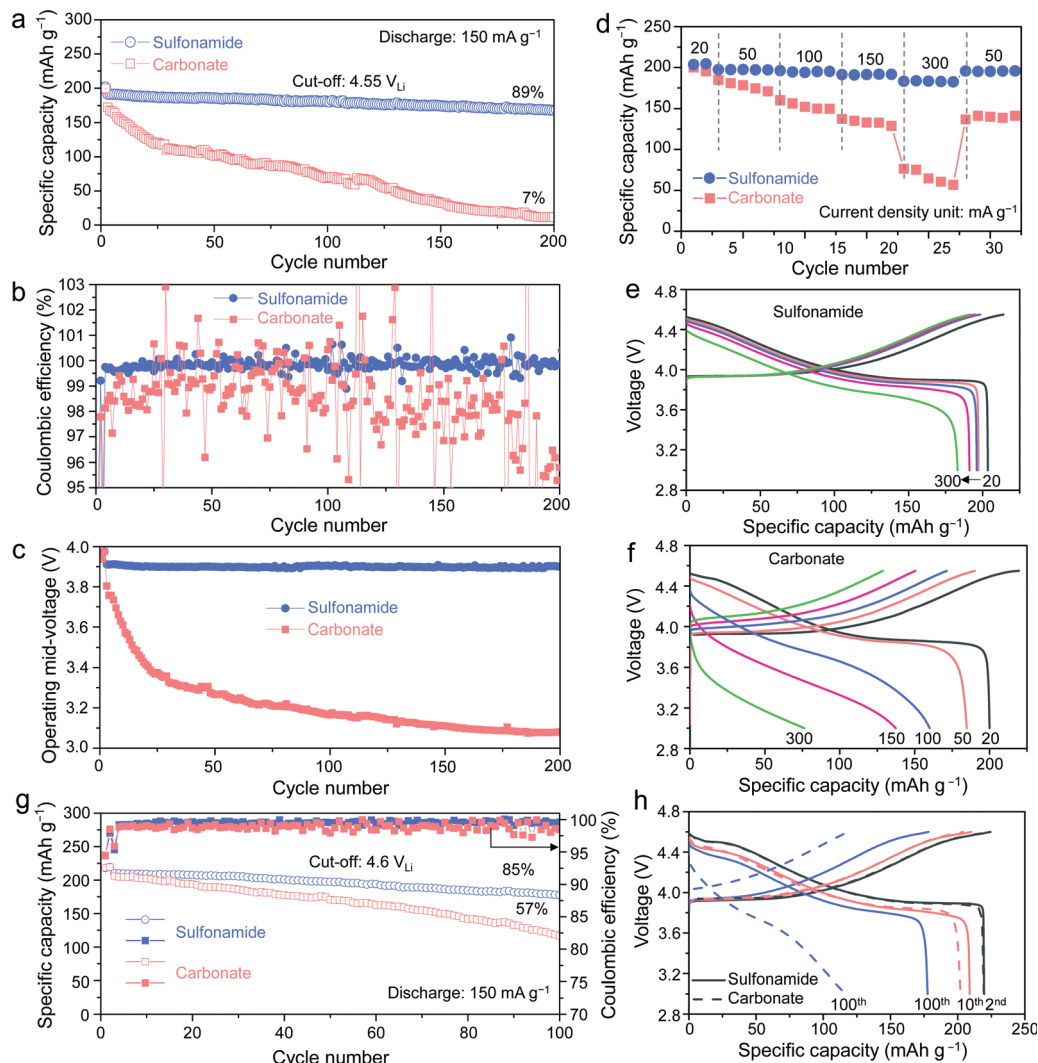 a
Specific capacity (mAh g⁻¹)
300
250
200
150
100
50
0
Sulfonamide
Carbonate
Discharge: 150 mA g⁻¹
Cut-off: 4.55 V_Li
89%
7%
0 50 100 150 200
Cycle number
d
Specific capacity (mAh g⁻¹)
250
200
150
100
50
0
20 50 100 150 300 50
Sulfonamide
Carbonate
Current density unit: mA g⁻¹
0 5 10 15 20 25 30
Cycle number
b
Coulombic efficiency (%)
103
102
101
100
99
98
97
96
95
Sulfonamide
Carbonate
0 50 100 150 200
Cycle number
e
Voltage (V)
4.8
4.4
4.0
3.6
3.2
2.8
Sulfonamide
300 20
0 50 100 150 200
Specific capacity (mAh g⁻¹)
c
Operating mid-voltage (V)
4.0
3.8
3.6
3.4
3.2
3.0
Sulfonamide
Carbonate
0 50 100 150 200
Cycle number
f
Voltage (V)
4.8
4.4
4.0
3.6
3.2
2.8
Carbonate
300 150 100 50 20
0 50 100 150 200
Specific capacity (mAh g⁻¹)
g
Specific capacity (mAh g⁻¹)
300
250
200
150
100
50
0
Cut-off: 4.6 V_Li
85%
57%
Sulfonamide
Carbonate
Discharge: 150 mA g⁻¹
100
95
90
85
80
75
70
Coulombic efficiency (%)
0 20 40 60 80 100
Cycle number
h
Voltage (V)
4.8
4.4
4.0
3.6
3.2
2.8
Sulfonamide
Carbonate
100th 100th 10th 2nd
0 50 100 150 200 250
Specific capacity (mAh g⁻¹)